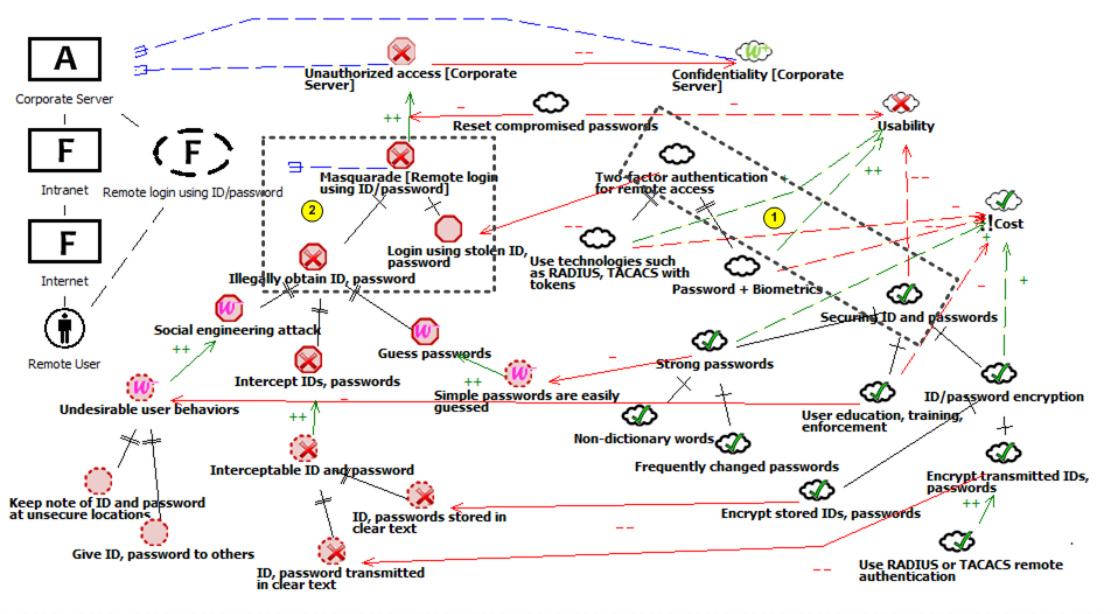 A
Corporate Server
F
Intranet
F
Internet
Remote User
F
Remote login using ID/password
Unauthorized access [Corporate
Server]
--
W+
Confidentiality [Corporate
Server]
++
-
Reset compromised passwords
-
Usability
Masquarade [Remote login
using ID/password]
2
Login using stolen ID,
password
Illegally obtain ID, password
Two-factor authentication
for remote access
1
--
++
++
--
-
--
-
+
!!Cost
Use technologies such
as RADIUS, TACACS with
tokens
Password + Biometrics
W-
Social engineering attack
++
W-
Guess passwords
Intercept IDs, passwords
++
W-
Simple passwords are easily
guessed
-
Securing ID and passwords
Strong passwords
-
+
W-
Undesirable user behaviors
++
-
Non-dictionary words
Frequently changed passwords
User education, training,
enforcement
ID/password encryption
Interceptable ID and/password
Keep note of ID and password
at unsecure locations
Give ID, password to others
ID, passwords stored in
clear text
--
Encrypt stored IDs, passwords
Encrypt transmitted IDs,
passwords
++
ID, password transmitted
in clear text
--
Use RADIUS or TACACS remote
authentication